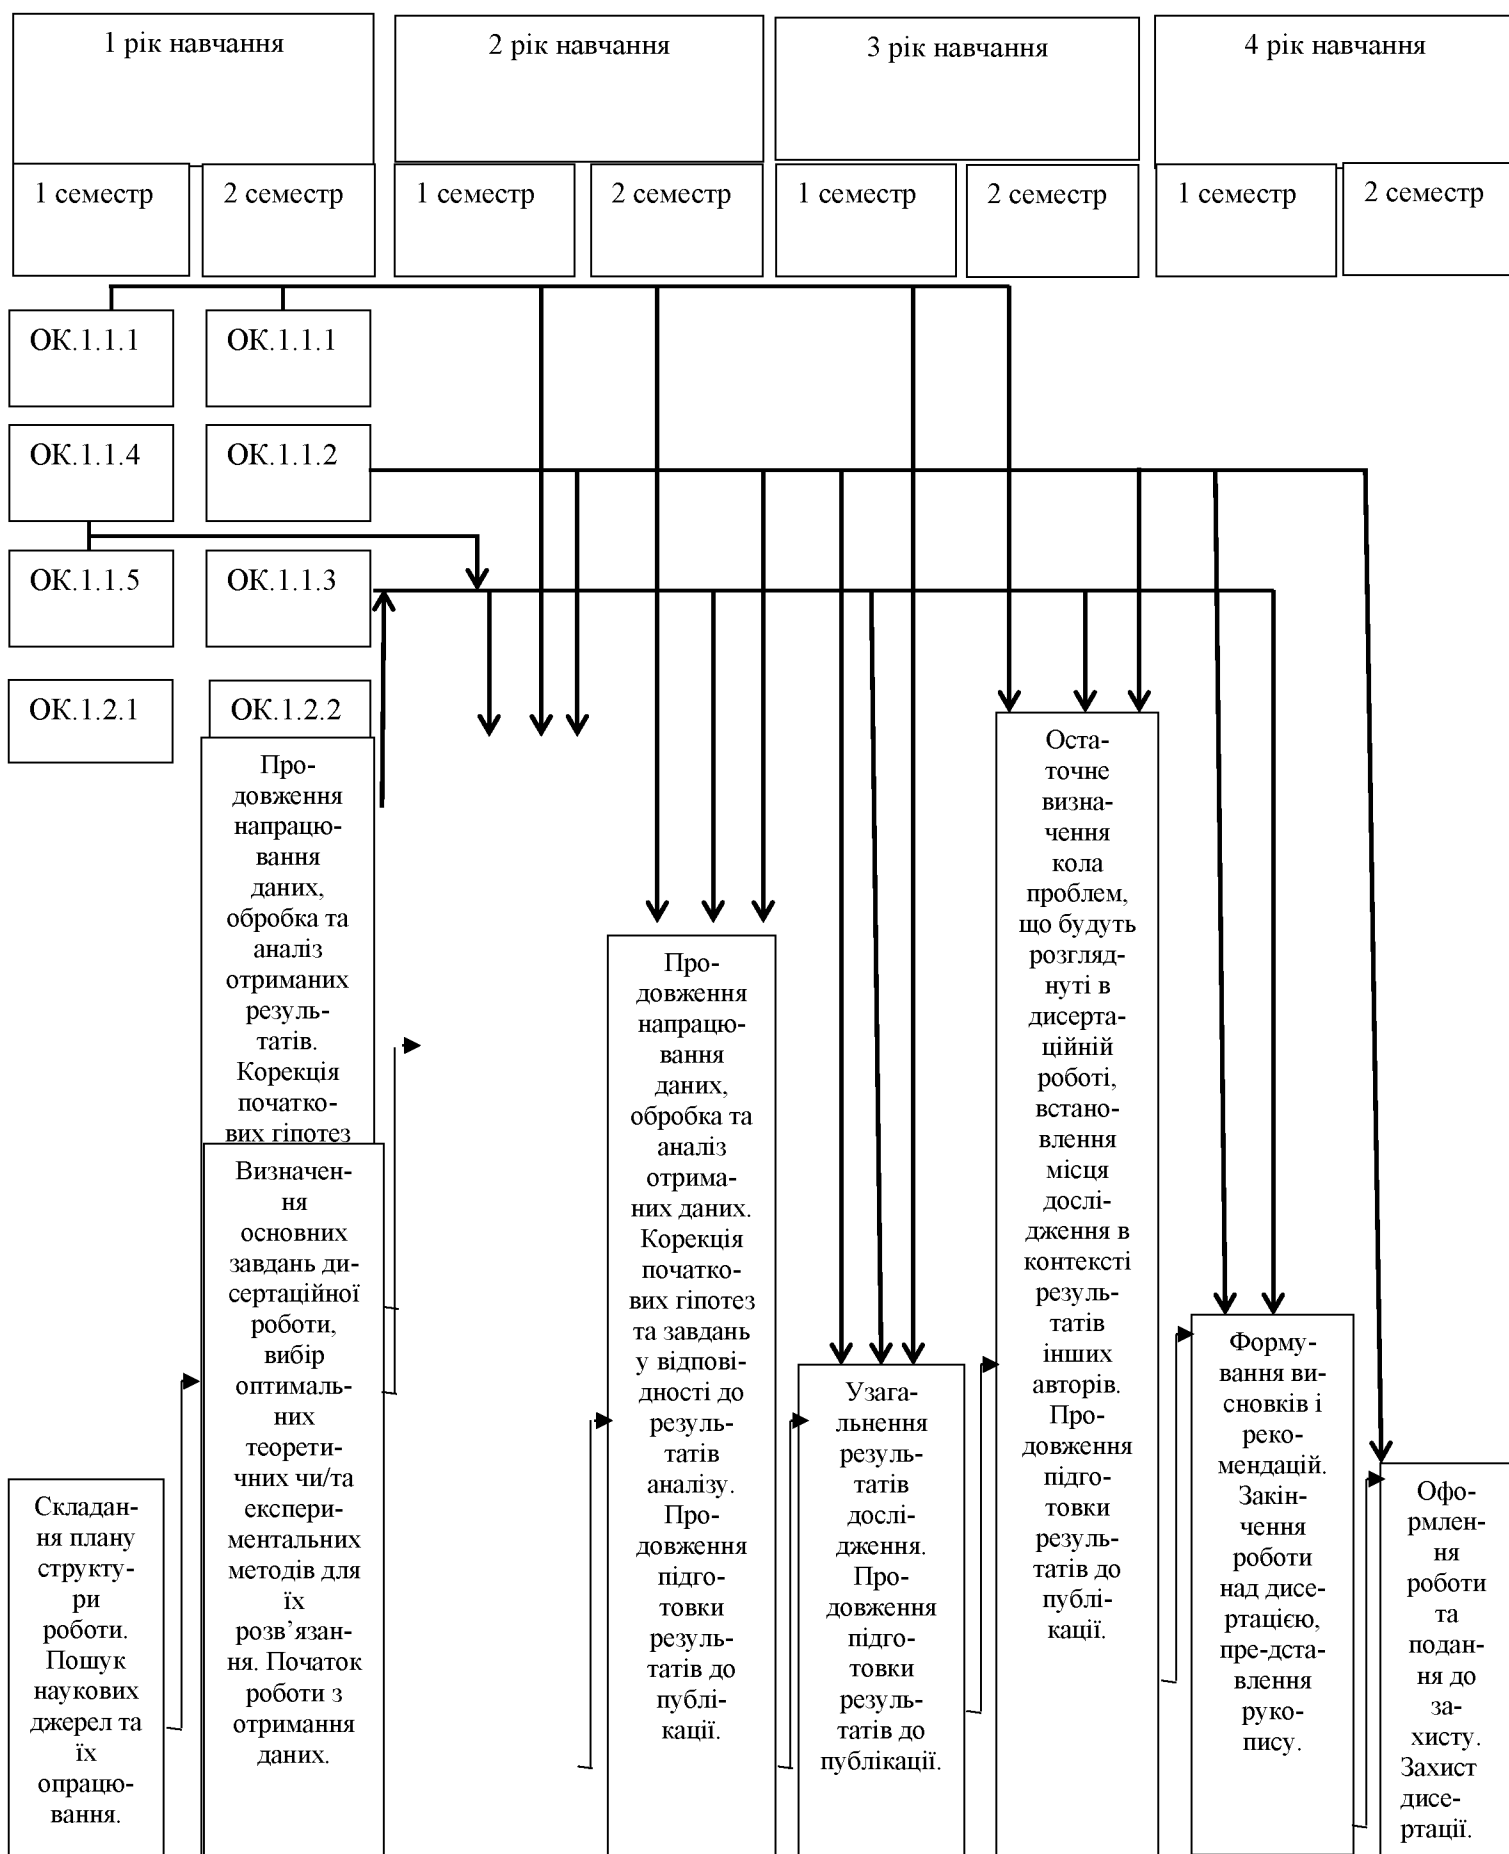 1 рік навчання
2 рік навчання
3 рік навчання
4 рік навчання
1 семестр
2 семестр
1 семестр
2 семестр
1 семестр
2 семестр
1 семестр
2 семестр
ОК.1.1.1
ОК.1.1.1
ОК.1.1.4
ОК.1.1.2
ОК.1.1.5
ОК.1.1.3
ОК.1.2.1
ОК.1.2.2
Складан-
ня плану
структу-
ри
роботи.
Пошук
наукових
джерел та
їх
опрацю-
вання.
Про-
довження
напрацю-
вання
даних,
обробка та
аналіз
отриманих
резуль-
татів.
Корекція
початко-
вих гіпотез
Визначен-
ня
основних
завдань ди-
сертаційної
роботи,
вибір
оптималь-
них
теорети-
чних чи/та
експери-
ментальних
методів для
їх
розв’язан-
ня. Початок
роботи з
отримання
даних.
Про-
довження
напрацю-
вання
даних,
обробка та
аналіз
отрима-
них даних.
Корекція
початко-
вих гіпотез
та завдань
у відпові-
дності до
резуль-
татів
аналізу.
Про-
довження
підго-
товки
резуль-
татів до
публі-
кації.
Узага-
льнення
резуль-
татів
дослі-
дження.
Про-
довження
підго-
товки
резуль-
татів до
публікації.
Оста-
точне
визна-
чення
кола
проблем,
що будуть
розгляд-
нуті в
дисерта-
ційній
роботі,
встано-
влення
місця
дослі-
дження в
контексті
резуль-
татів
інших
авторів.
Про-
довження
підго-
товки
резуль-
татів до
публі-
кації.
Форму-
вання ви-
сновків і
реко-
мендацій.
Закін-
чення
роботи
над дисе-
ртацією,
пре-дста-
влення
руко-
пису.
Офо-
рмлен-
ня
роботи
та
подан-
ня до
за-
хисту.
Захист
дисе-
ртації.